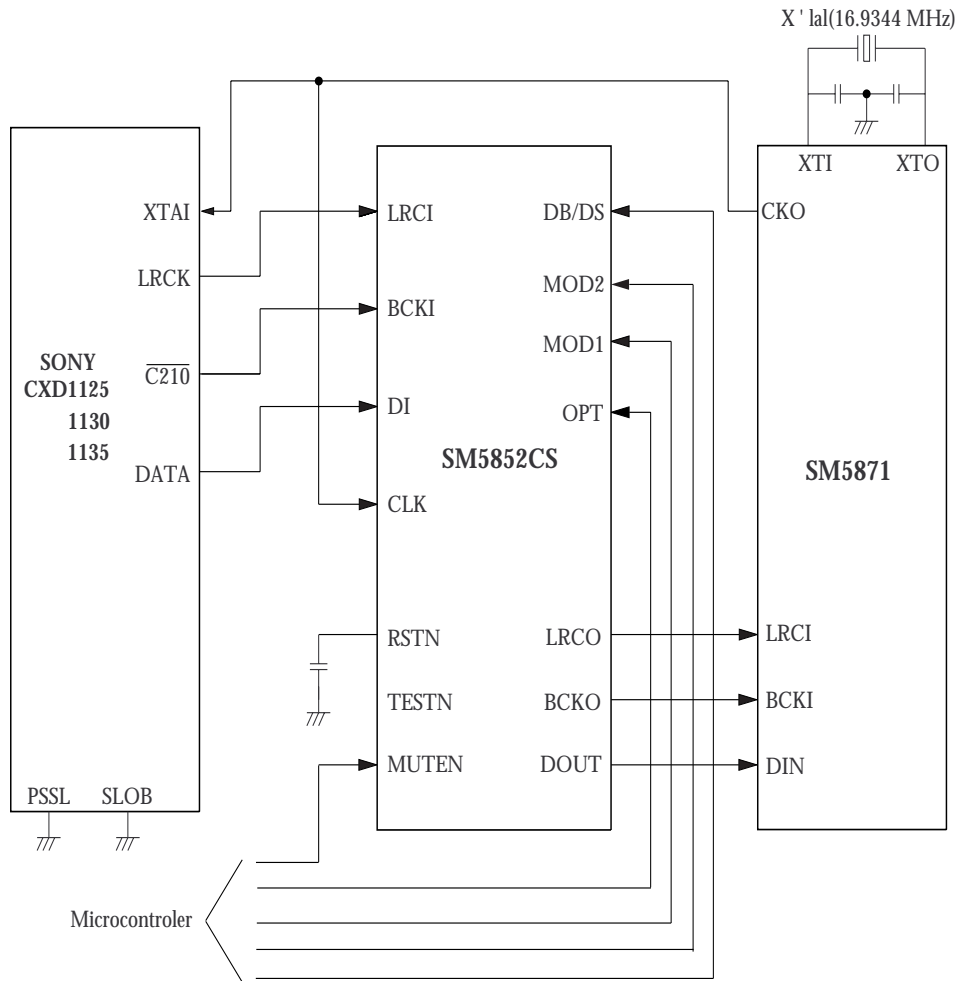 X ' lal(16.9344 MHz)
XTI
XTO
XTAI
LRCK
C210
DATA
SONY
CXD1125
1130
1135
PSSL
SLOB
LRCI
BCKI
DI
CLK
RSTN
TESTN
MUTEN
SM5852CS
DB/DS
MOD2
MOD1
OPT
LRCO
BCKO
DOUT
CKO
SM5871
LRCI
BCKI
DIN
Microcontroler